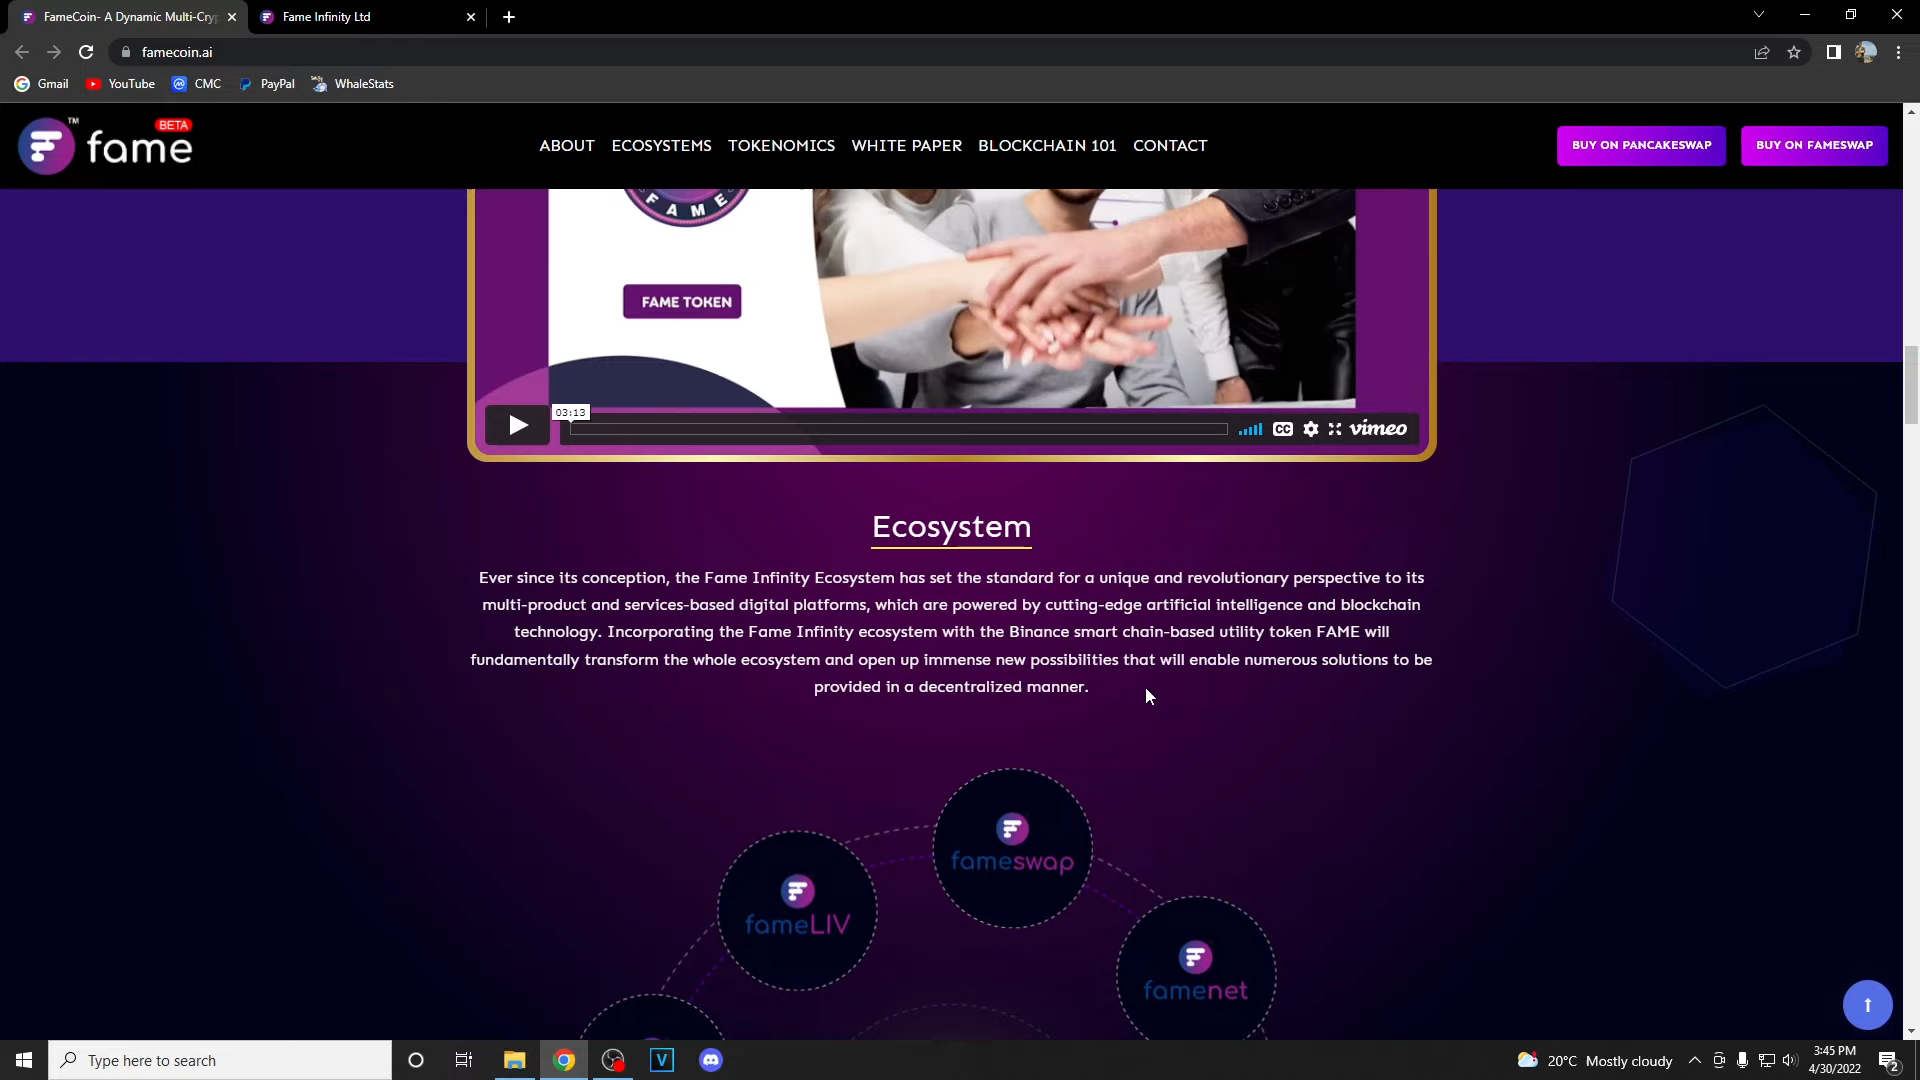 FameCoin- A Dynamic Multi-Cry
Fame Infinity Ltd
famecoin.ai
Gmail
YouTube
CMC
PayPal
WhaleStats
fame
TM
BETA
ABOUT
ECOSYSTEMS
TOKENOMICS
WHITE PAPER
BLOCKCHAIN 101
CONTACT
BUY ON PANCAKESWAP
BUY ON FAMESWAP
FAME
FAME TOKEN
03:13
CC
vimeo
Ecosystem
Ever since its conception, the Fame Infinity Ecosystem has set the standard for a unique and revolutionary perspective to its
multi-product and services-based digital platforms, which are powered by cutting-edge artificial intelligence and blockchain
technology. Incorporating the Fame Infinity ecosystem with the Binance smart chain-based utility token FAME will
fundamentally transform the whole ecosystem and open up immense new possibilities that will enable numerous solutions to be
provided in a decentralized manner.
fameswap
fameLIV
famenet
Type here to search
V
20°C Mostly cloudy
3:45 PM
4/30/2022
2